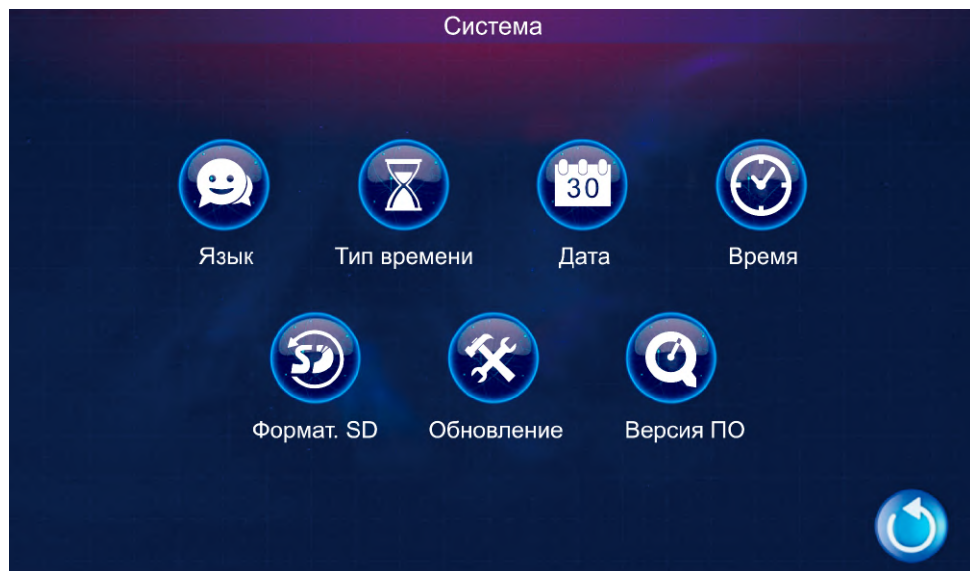 Система
30
Язык Тип времени Дата Время
SD
Формат. SD Обновление Версия ПО